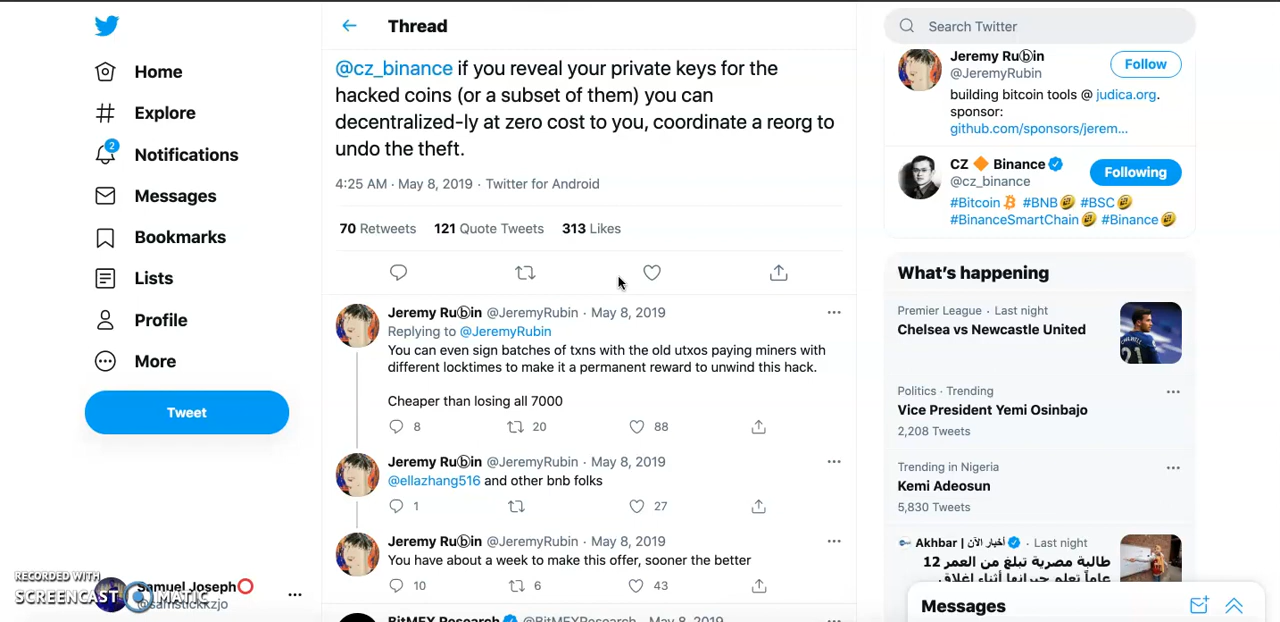 Home
Explore
2
Notifications
Messages
Bookmarks
Lists
Profile
More
Tweet
RECORDED WITH
SCREENCAST MATIC
Samuel Joseph⭕
@samstickkzjo
Thread
@cz_binance if you reveal your private keys for the
hacked coins (or a subset of them) you can
decentralized-ly at zero cost to you, coordinate a reorg to
undo the theft.
4:25 AM · May 8, 2019 · Twitter for Android
70 Retweets 121 Quote Tweets 313 Likes
Jeremy Ruⓑin @JeremyRubin · May 8, 2019
Replying to @JeremyRubin
You can even sign batches of txns with the old utxos paying miners with
different locktimes to make it a permanent reward to unwind this hack.
Cheaper than losing all 7000
8 20 88
Jeremy Ruⓑin @JeremyRubin · May 8, 2019
@ellazhang516 and other bnb folks
1 27
Jeremy Ruⓑin @JeremyRubin · May 8, 2019
You have about a week to make this offer, sooner the better
10 6 43
BitMEX Research @BitMEXResearch · May 8, 2019
Search Twitter
Jeremy Ruⓑin
@JeremyRubin
Follow
building bitcoin tools @ judica.org.
sponsor:
github.com/sponsors/jerem...
CZ 🔶 Binance
@cz_binance
Following
#Bitcoin #BNB #BSC
#BinanceSmartChain #Binance
What's happening
Premier League · Last night
Chelsea vs Newcastle United
21
Politics · Trending
Vice President Yemi Osinbajo
2,208 Tweets
Trending in Nigeria
Kemi Adeosun
5,830 Tweets
Akhbar | أخبار الآن · Last night
طالبة مصرية تبلغ من العمر 12
عاماً تعلم جيرانها أثناء إغلاق
Messages